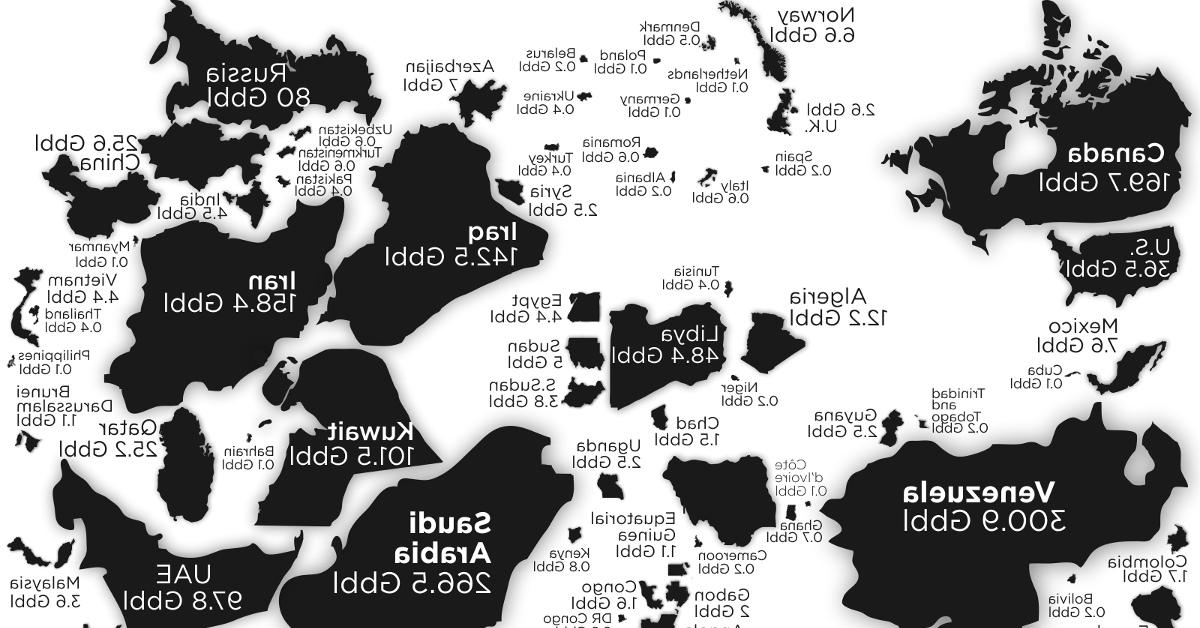 Norway
6.6 Gbbl
Denmark
0.5 Gbbl
Belarus
0.2 Gbbl
Poland
0.1 Gbbl
Netherlands
0.1 Gbbl
Azerbaijan
7 Gbbl
Russia
80 Gbbl
Ukraine
0.4 Gbbl
Germany
0.1 Gbbl
2.6 Gbbl
U.K.
Canada
169.7 Gbbl
25.6 Gbbl
China
Uzbekistan
0.6 Gbbl
Turkmenistan
0.6 Gbbl
Pakistan
0.4 Gbbl
India
4.5 Gbbl
Turkey
0.4 Gbbl
Romania
0.6 Gbbl
Albania
0.2 Gbbl
Italy
0.6 Gbbl
Spain
0.2 Gbbl
Syria
2.5 Gbbl
Iraq
142.5 Gbbl
U.S.
36.5 Gbbl
Myanmar
0.1 Gbbl
Iran
158.4 Gbbl
Vietnam
4.4 Gbbl
Thailand
0.4 Gbbl
Philippines
0.1 Gbbl
Tunisia
0.4 Gbbl
Egypt
4.4 Gbbl
Libya
48.4 Gbbl
Algeria
12.2 Gbbl
Mexico
7.6 Gbbl
Cuba
0.1 Gbbl
Sudan
5 Gbbl
S.Sudan
3.8 Gbbl
Niger
0.2 Gbbl
Brunei
Darussalam
1.1 Gbbl
Qatar
25.2 Gbbl
Bahrain
0.1 Gbbl
Kuwait
101.5 Gbbl
Chad
1.5 Gbbl
Guyana
2.5 Gbbl
Trinidad
and
Tobago
0.2 Gbbl
Uganda
2.5 Gbbl
Côte
d'Ivoire
0.1 Gbbl
Ghana
0.7 Gbbl
Venezuela
300.9 Gbbl
Saudi
Arabia
266.5 Gbbl
Kenya
0.8 Gbbl
Equatorial
Guinea
1.1 Gbbl
Cameroon
0.2 Gbbl
Colombia
1.7 Gbbl
Malaysia
3.6 Gbbl
UAE
97.8 Gbbl
Congo
1.6 Gbbl
Gabon
2 Gbbl
Bolivia
0.2 Gbbl
DR Congo